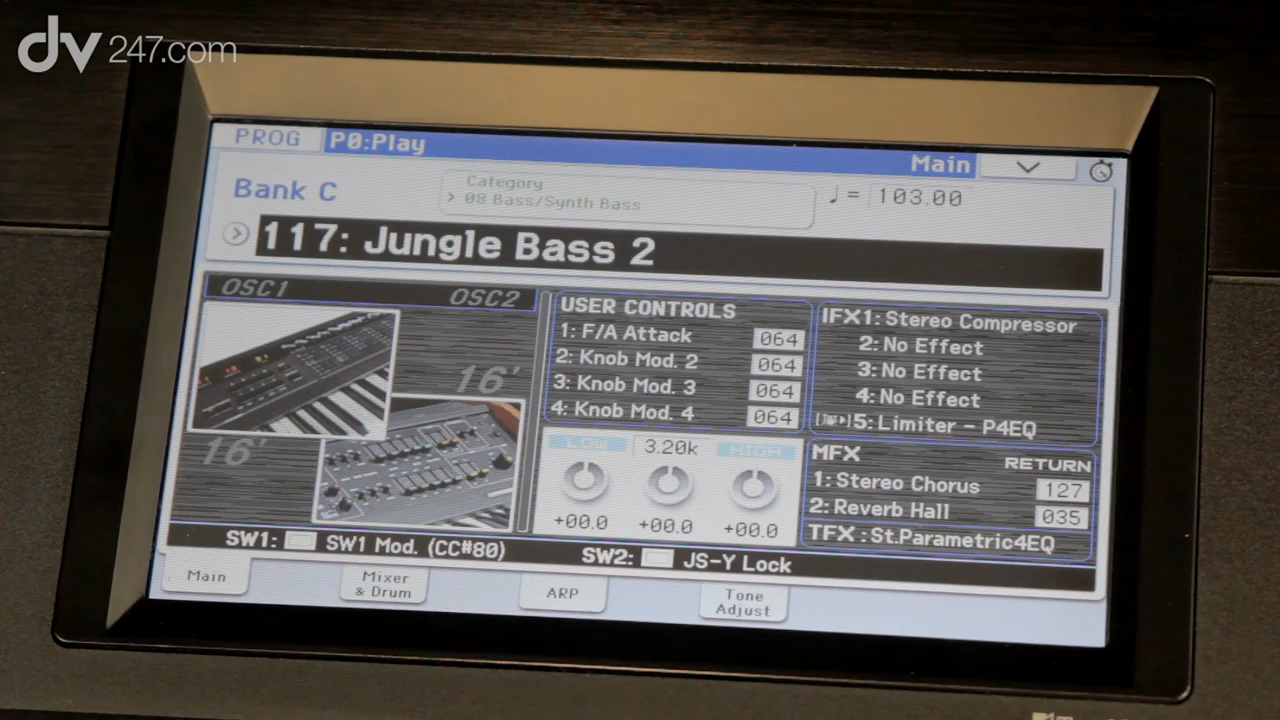 dv247.com
PROG P0:Play Main
Bank C
Category
> 08 Bass/Synth Bass
♩= 103.00
117: Jungle Bass 2
OSC1 OSC2
16'
16'
USER CONTROLS
1: F/A Attack 064
2: Knob Mod. 2 064
3: Knob Mod. 3 064
4: Knob Mod. 4 064
LOW 3.20k HIGH
+00.0 +00.0 +00.0
IFX1: Stereo Compressor
2: No Effect
3: No Effect
4: No Effect
5: Limiter - P4EQ
MFX RETURN
1: Stereo Chorus 127
2: Reverb Hall 035
TFX : St.Parametric4EQ
SW1: SW1 Mod. (CC#80) SW2: JS-Y Lock
Main
Mixer
& Drum
ARP
Tone
Adjust